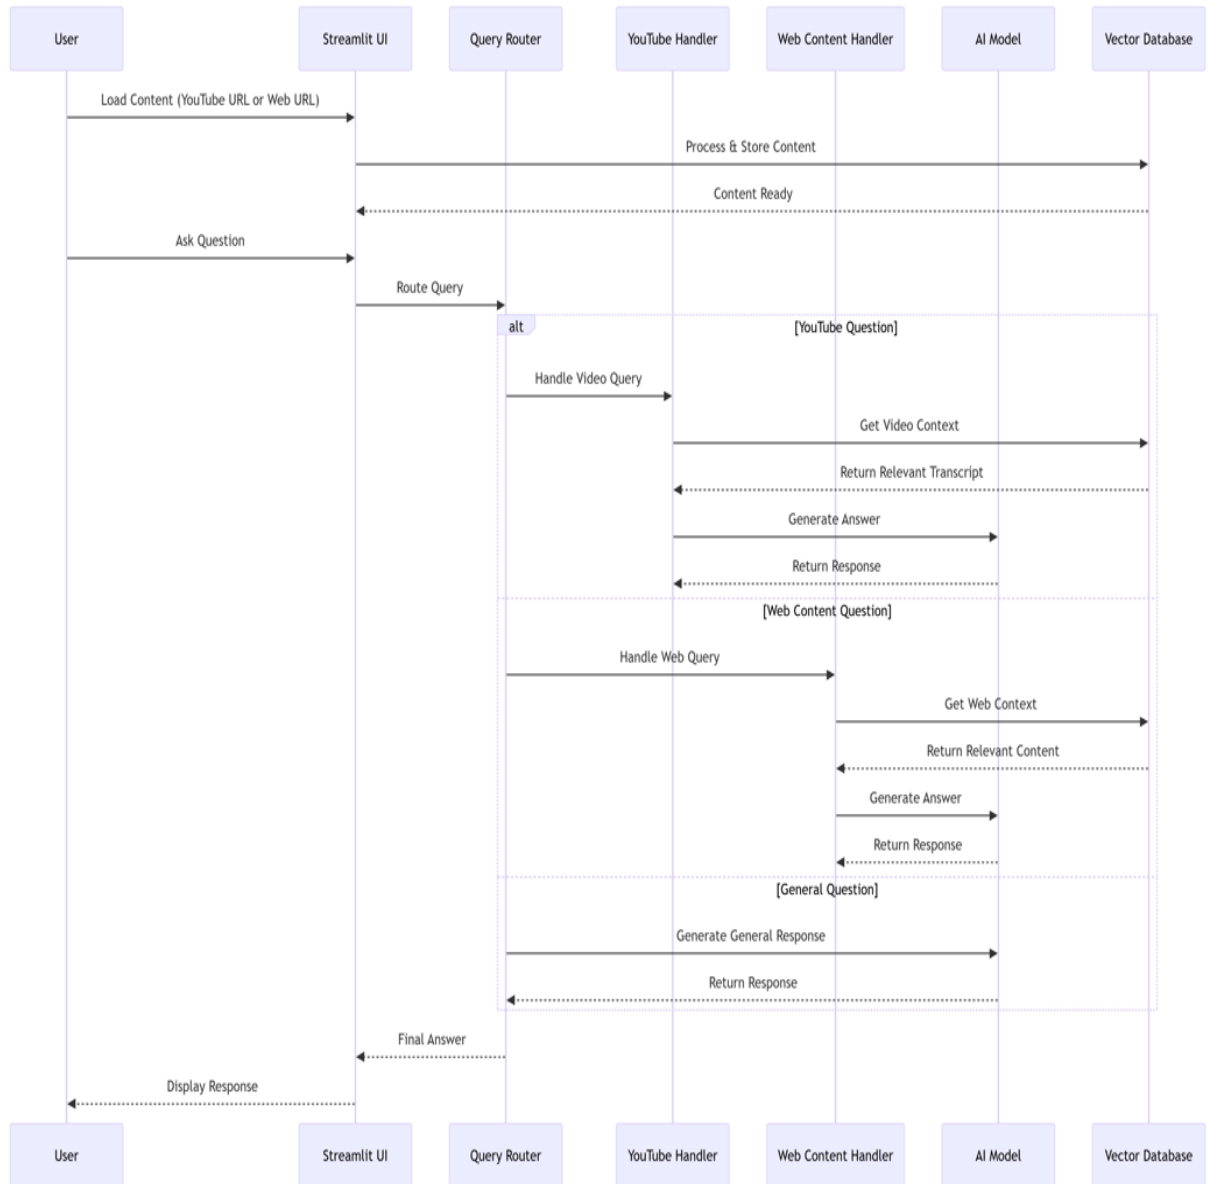 User
Streamlit UI
Query Router
YouTube Handler
Web Content Handler
AI Model
Vector Database
Load Content (YouTube URL or Web URL)
Process & Store Content
Content Ready
Ask Question
Route Query
alt
[YouTube Question]
Handle Video Query
Get Video Context
Return Relevant Transcript
Generate Answer
Return Response
[Web Content Question]
Handle Web Query
Get Web Context
Return Relevant Content
Generate Answer
Return Response
[General Question]
Generate General Response
Return Response
Final Answer
Display Response
User
Streamlit UI
Query Router
YouTube Handler
Web Content Handler
AI Model
Vector Database